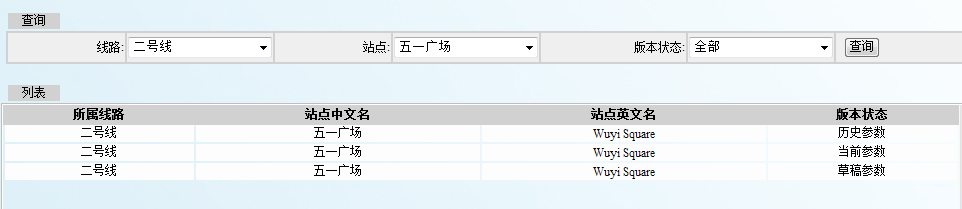 查询
线路: 二号线 站点: 五一广场 版本状态: 全部 查询
列表
所属线路 站点中文名 站点英文名 版本状态
二号线 五一广场 Wuyi Square 历史参数
二号线 五一广场 Wuyi Square 当前参数
二号线 五一广场 Wuyi Square 草稿参数